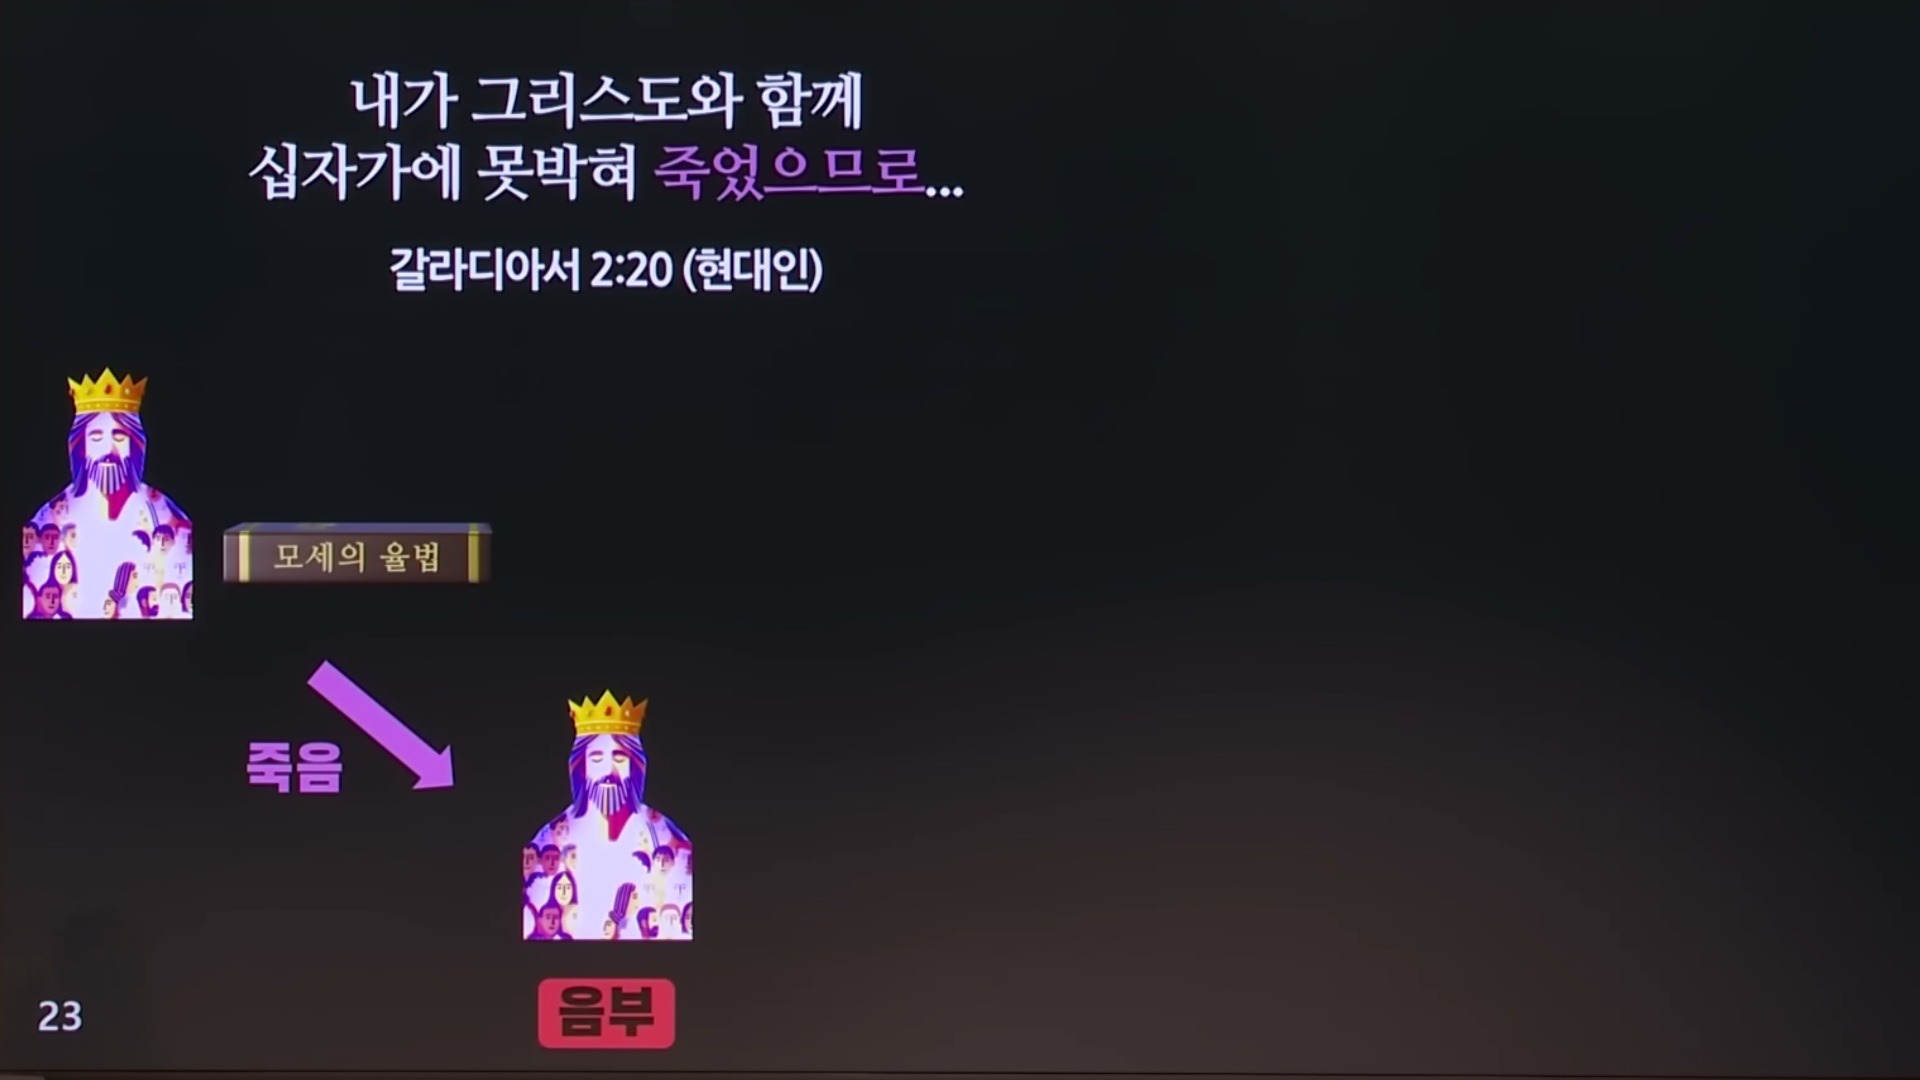 내가 그리스도와 함께
십자가에 못박혀 죽었으므로...
갈라디아서 2:20 (현대인)
모세의 율법
죽음
음부
23